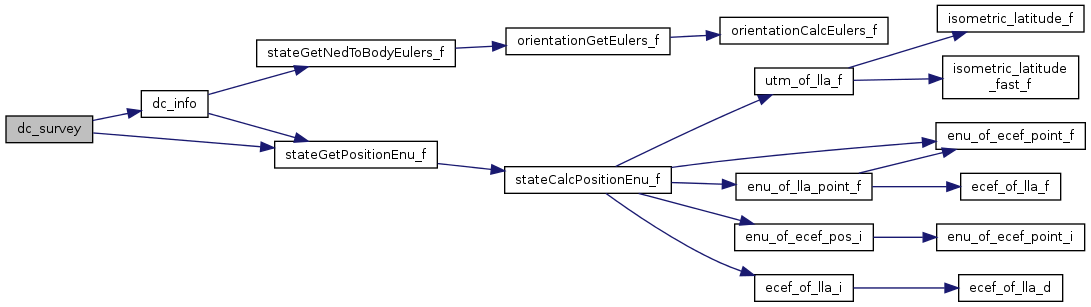 dc_survey
dc_info
stateGetNedToBodyEulers_f
stateGetPositionEnu_f
orientationGetEulers_f
stateCalcPositionEnu_f
orientationCalcEulers_f
utm_of_lla_f
enu_of_lla_point_f
enu_of_ecef_pos_i
ecef_of_lla_i
isometric_latitude_f
isometric_latitude
_fast_f
enu_of_ecef_point_f
ecef_of_lla_f
enu_of_ecef_point_i
ecef_of_lla_d